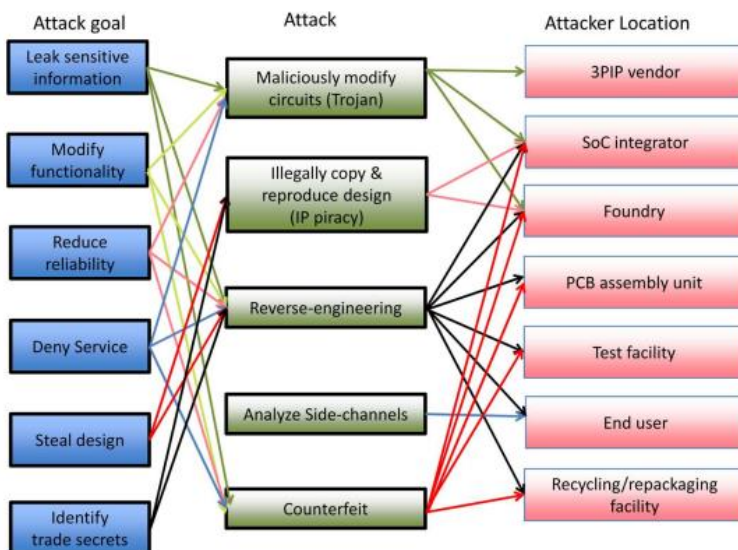 Attack goal
Attack
Attacker Location
Leak sensitive
information
Modify
functionality
Reduce
reliability
Deny Service
Steal design
Identify
trade secrets
Maliciously modify
circuits (Trojan)
Illegally copy &
reproduce design
(IP piracy)
Reverse-engineering
Analyze Side-channels
Counterfeit
3PIP vendor
SoC integrator
Foundry
PCB assembly unit
Test facility
End user
Recycling/repackaging
facility